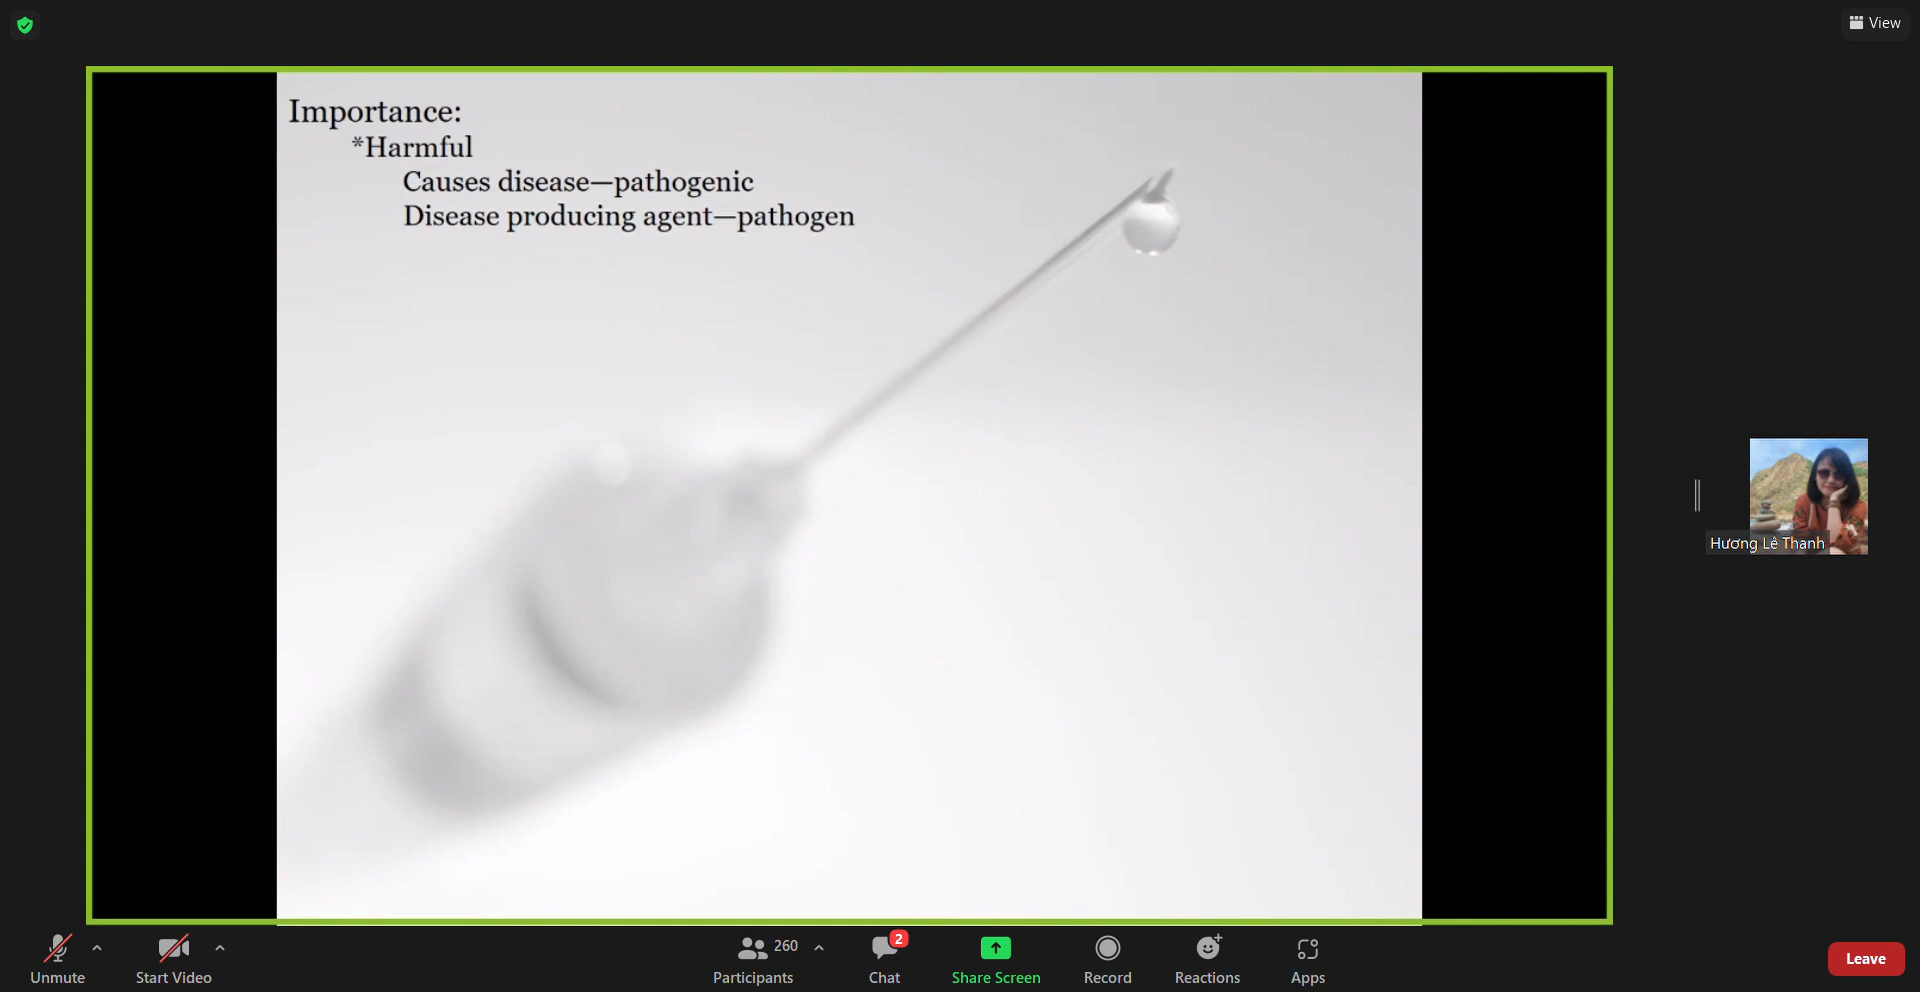 View
Importance:
*Harmful
Causes disease—pathogenic
Disease producing agent—pathogen
Hương Lê Thanh
Unmute
Start Video
260
Participants
2
Chat
Share Screen
Record
Reactions
Apps
Leave